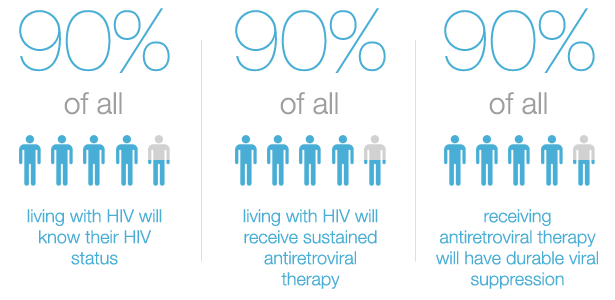 90%
of all
living with HIV will
know their HIV
status
90%
of all
living with HIV will
receive sustained
antiretroviral
therapy
90%
of all
receiving
antiretroviral therapy
will have durable viral
suppression